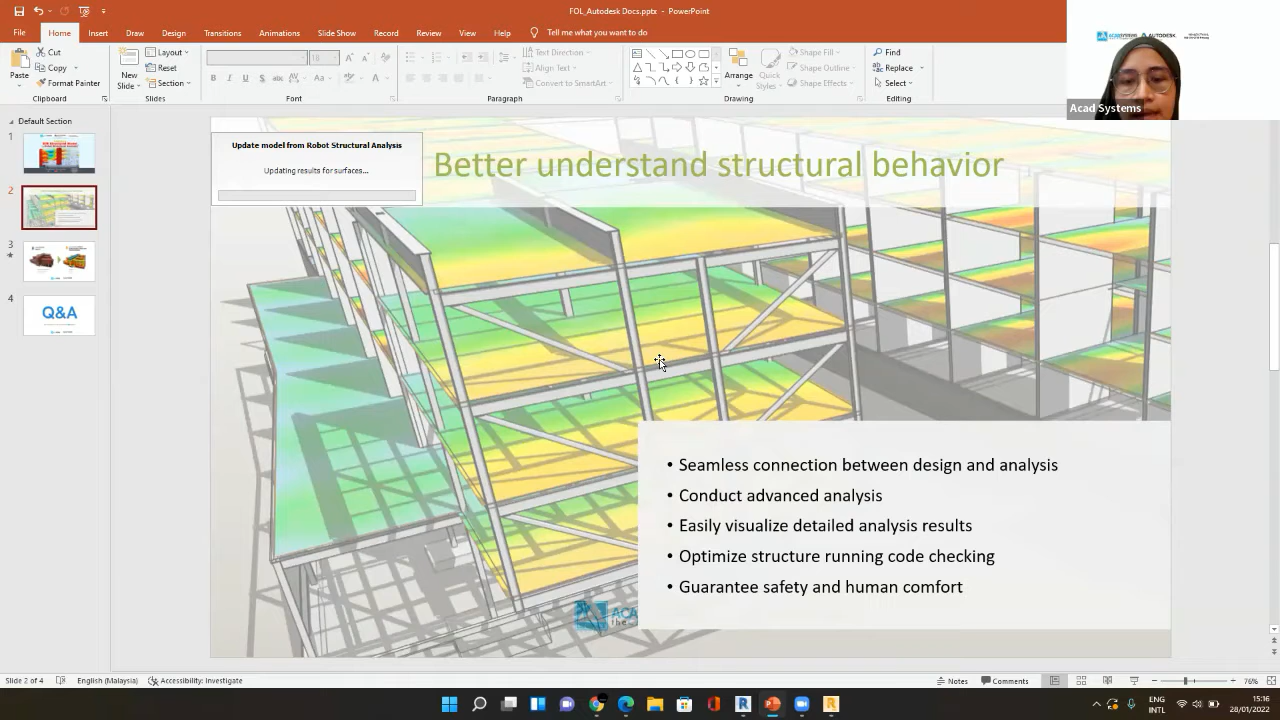 FOL_Autodesk Docs.pptx - PowerPoint
File Home Insert Draw Design Transitions Animations Slide Show Record Review View Help Tell me what you want to do
Paste
Cut
Copy
Format Painter
Clipboard
New
Slide
Layout
Reset
Section
Slides
18
Font
Text Direction
Align Text
Convert to SmartArt
Paragraph
Arrange
Quick
Styles
Shape Fill
Shape Outline
Shape Effects
Drawing
Find
Replace
Select
Editing
AUTODESK
Acad Systems
Default Section
1
2
3
4
Q&A
Update model from Robot Structural Analysis
Updating results for surfaces...
Better understand structural behavior
• Seamless connection between design and analysis
• Conduct advanced analysis
• Easily visualize detailed analysis results
• Optimize structure running code checking
• Guarantee safety and human comfort
ACA
the
Slide 2 of 4 English (Malaysia) Accessibility: Investigate Notes Comments 76%
ENG
INTL
15:36
28/01/2022